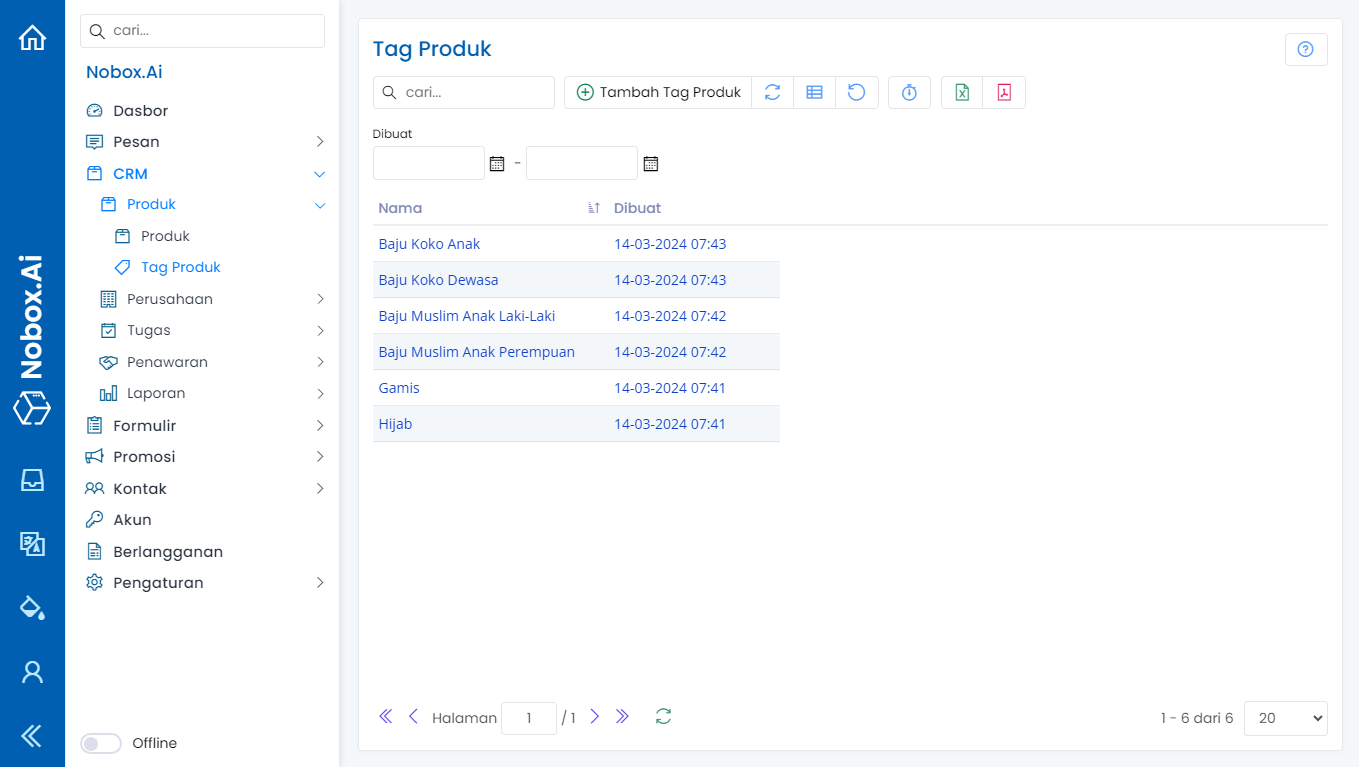 cari...
Nobox.Ai
Dasbor
Pesan
CRM
Produk
Produk
Tag Produk
Perusahaan
Tugas
Penawaran
Laporan
Formulir
Promosi
Kontak
Akun
Berlangganan
Pengaturan
Offline
Nobox.Ai
Tag Produk
cari... Tambah Tag Produk
Dibuat
-
Nama Dibuat
Baju Koko Anak 14-03-2024 07:43
Baju Koko Dewasa 14-03-2024 07:43
Baju Muslim Anak Laki-Laki 14-03-2024 07:42
Baju Muslim Anak Perempuan 14-03-2024 07:42
Gamis 14-03-2024 07:41
Hijab 14-03-2024 07:41
Halaman 1 / 1 1 - 6 dari 6 20